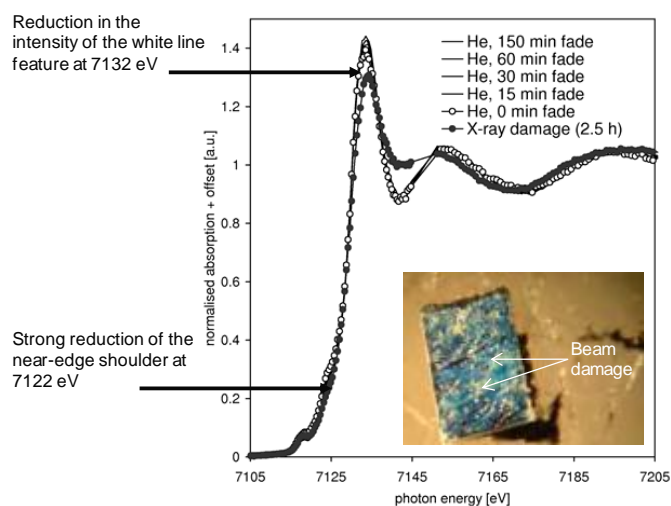 Reduction in the
intensity of the white line
feature at 7132 eV
Strong reduction of the
near-edge shoulder at
7122 eV
normalised absorption + offset [a.u.]
1.4
1.2
1
0.8
0.6
0.4
0.2
0
He, 150 min fade
He, 60 min fade
He, 30 min fade
He, 15 min fade
He, 0 min fade
X-ray damage (2.5 h)
Beam
damage
7105 7125 7145 7165 7185 7205
photon energy [eV]